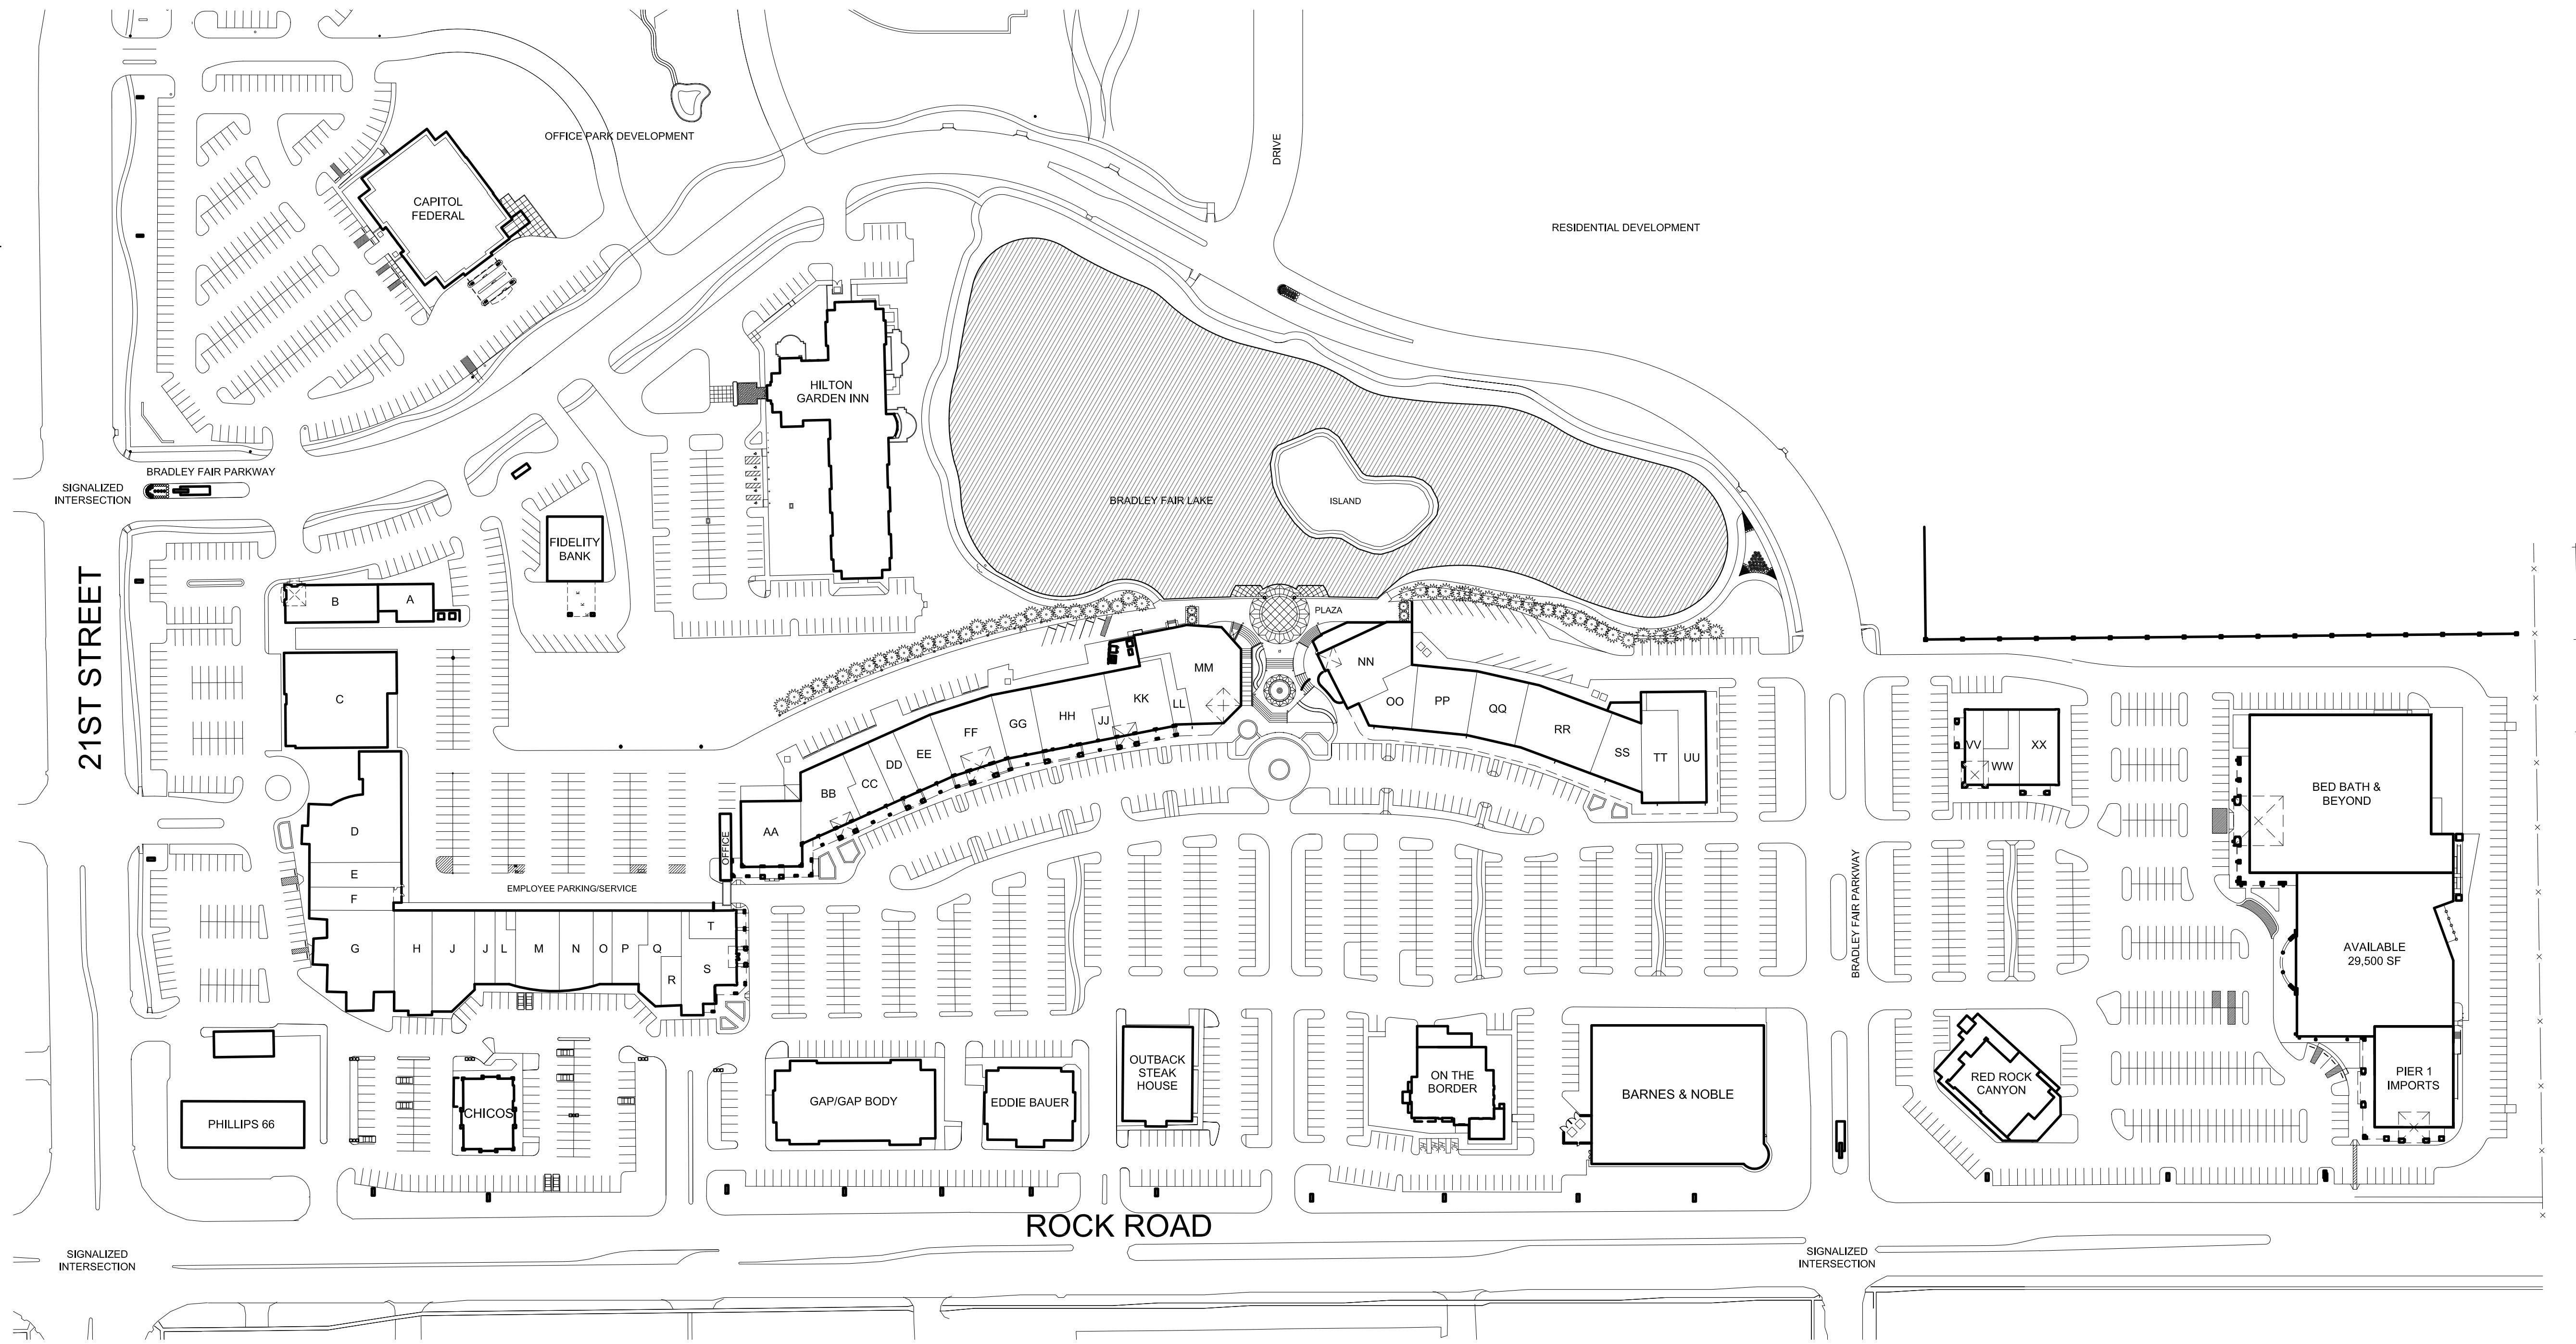 OFFICE PARK DEVELOPMENT
DRIVE
CAPITOL
FEDERAL
RESIDENTIAL DEVELOPMENT
HILTON
GARDEN INN
BRADLEY FAIR PARKWAY
SIGNALIZED
INTERSECTION
BRADLEY FAIR LAKE
ISLAND
FIDELITY
BANK
21ST STREET
B
A
PLAZA
C
MM
NN
KK
LL
JJ
HH
GG
FF
EE
DD
CC
BB
AA
OFFICE
OO
PP
QQ
RR
SS
TT
UU
VV
WW
XX
BED BATH &
BEYOND
D
E
F
EMPLOYEE PARKING/SERVICE
G
H
J
J
L
M
N
O
P
Q
R
S
T
BRADLEY FAIR PARKWAY
AVAILABLE
29,500 SF
PHILLIPS 66
CHICOS
GAP/GAP BODY
EDDIE BAUER
OUTBACK
STEAK
HOUSE
ON THE
BORDER
BARNES & NOBLE
RED ROCK
CANYON
PIER 1
IMPORTS
ROCK ROAD
SIGNALIZED
INTERSECTION
SIGNALIZED
INTERSECTION